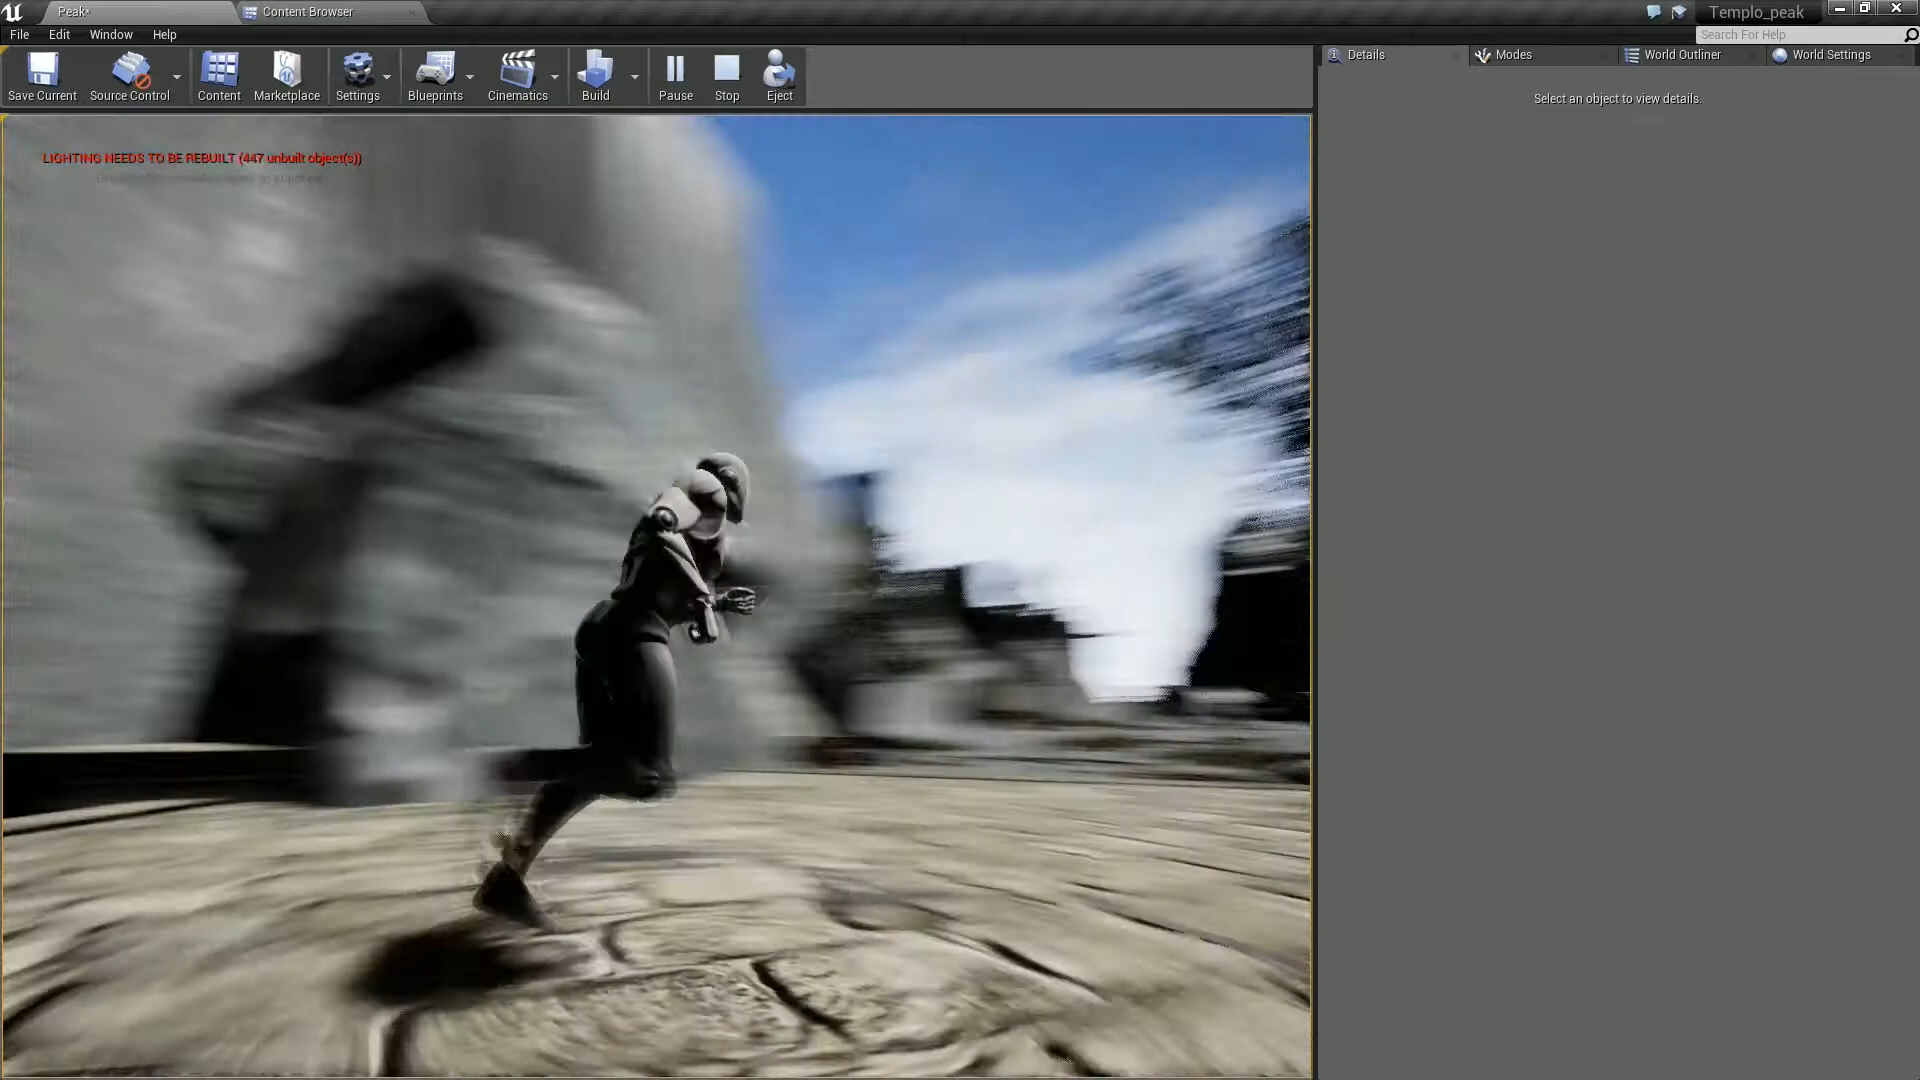 Peak*
Content Browser
Templo_peak
File Edit Window Help
Search For Help
Save Current
Source Control
Content
Marketplace
Settings
Blueprints
Cinematics
Build
Pause
Stop
Eject
Details
Modes
World Outliner
World Settings
Select an object to view details.
LIGHTING NEEDS TO BE REBUILT (447 unbuilt object(s))